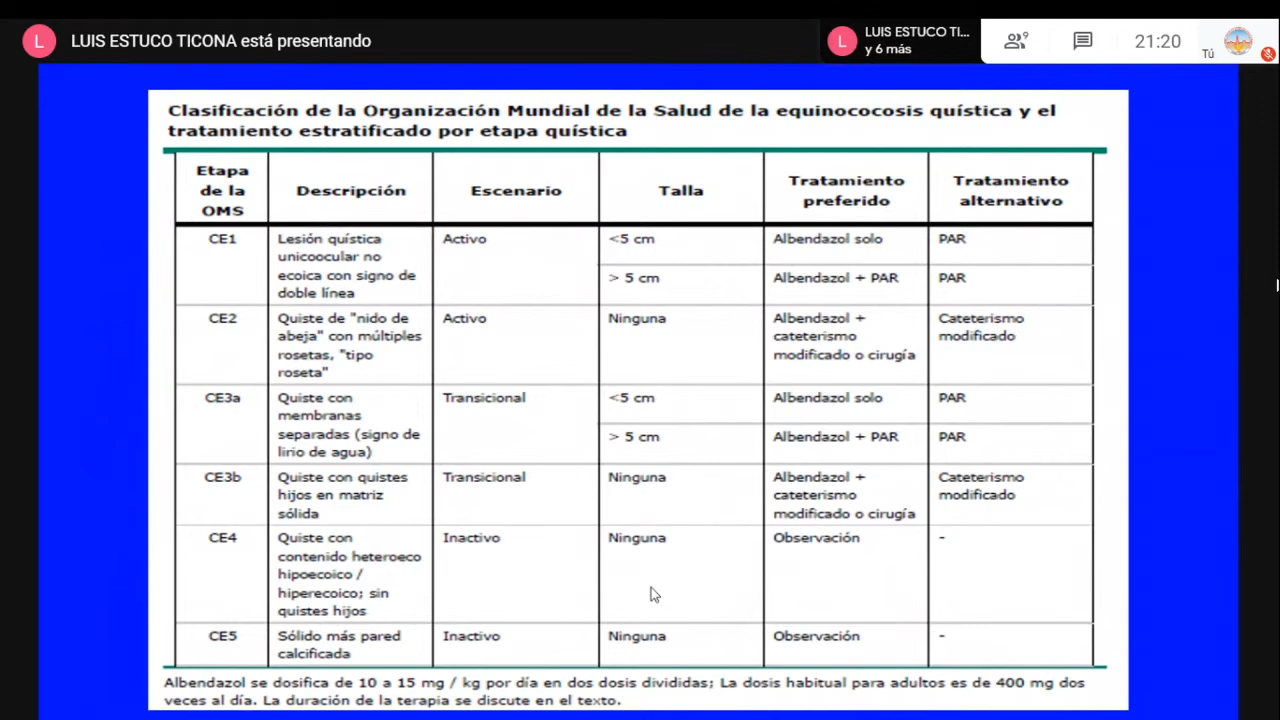 L
LUIS ESTUCO TICONA está presentando
L
LUIS ESTUCO TI...
y 6 más
9
21:20
Tú
Clasificación de la Organización Mundial de la Salud de la equinococosis quística y el
tratamiento estratificado por etapa quística
Etapa
de la
OMS
Descripción
Escenario
Talla
Tratamiento
preferido
Tratamiento
alternativo
CE1
Lesión quística
unicoocular no
ecoica con signo de
doble línea
Activo
<5 cm
Albendazol solo
PAR
> 5 cm
Albendazol + PAR
PAR
CE2
Quiste de "nido de
abeja" con múltiples
rosetas, "tipo
roseta"
Activo
Ninguna
Albendazol +
cateterismo
modificado o cirugía
Cateterismo
modificado
CE3a
Quiste con
membranas
separadas (signo de
lirio de agua)
Transicional
<5 cm
Albendazol solo
PAR
> 5 cm
Albendazol + PAR
PAR
CE3b
Quiste con quistes
hijos en matriz
sólida
Transicional
Ninguna
Albendazol +
cateterismo
modificado o cirugía
Cateterismo
modificado
CE4
Quiste con
contenido heteroeco
hipoecoico /
hiperecoico; sin
quistes hijos
Inactivo
Ninguna
Observación
-
CE5
Sólido más pared
calcificada
Inactivo
Ninguna
Observación
-
Albendazol se dosifica de 10 a 15 mg / kg por día en dos dosis divididas; La dosis habitual para adultos es de 400 mg dos
veces al día. La duración de la terapia se discute en el texto.